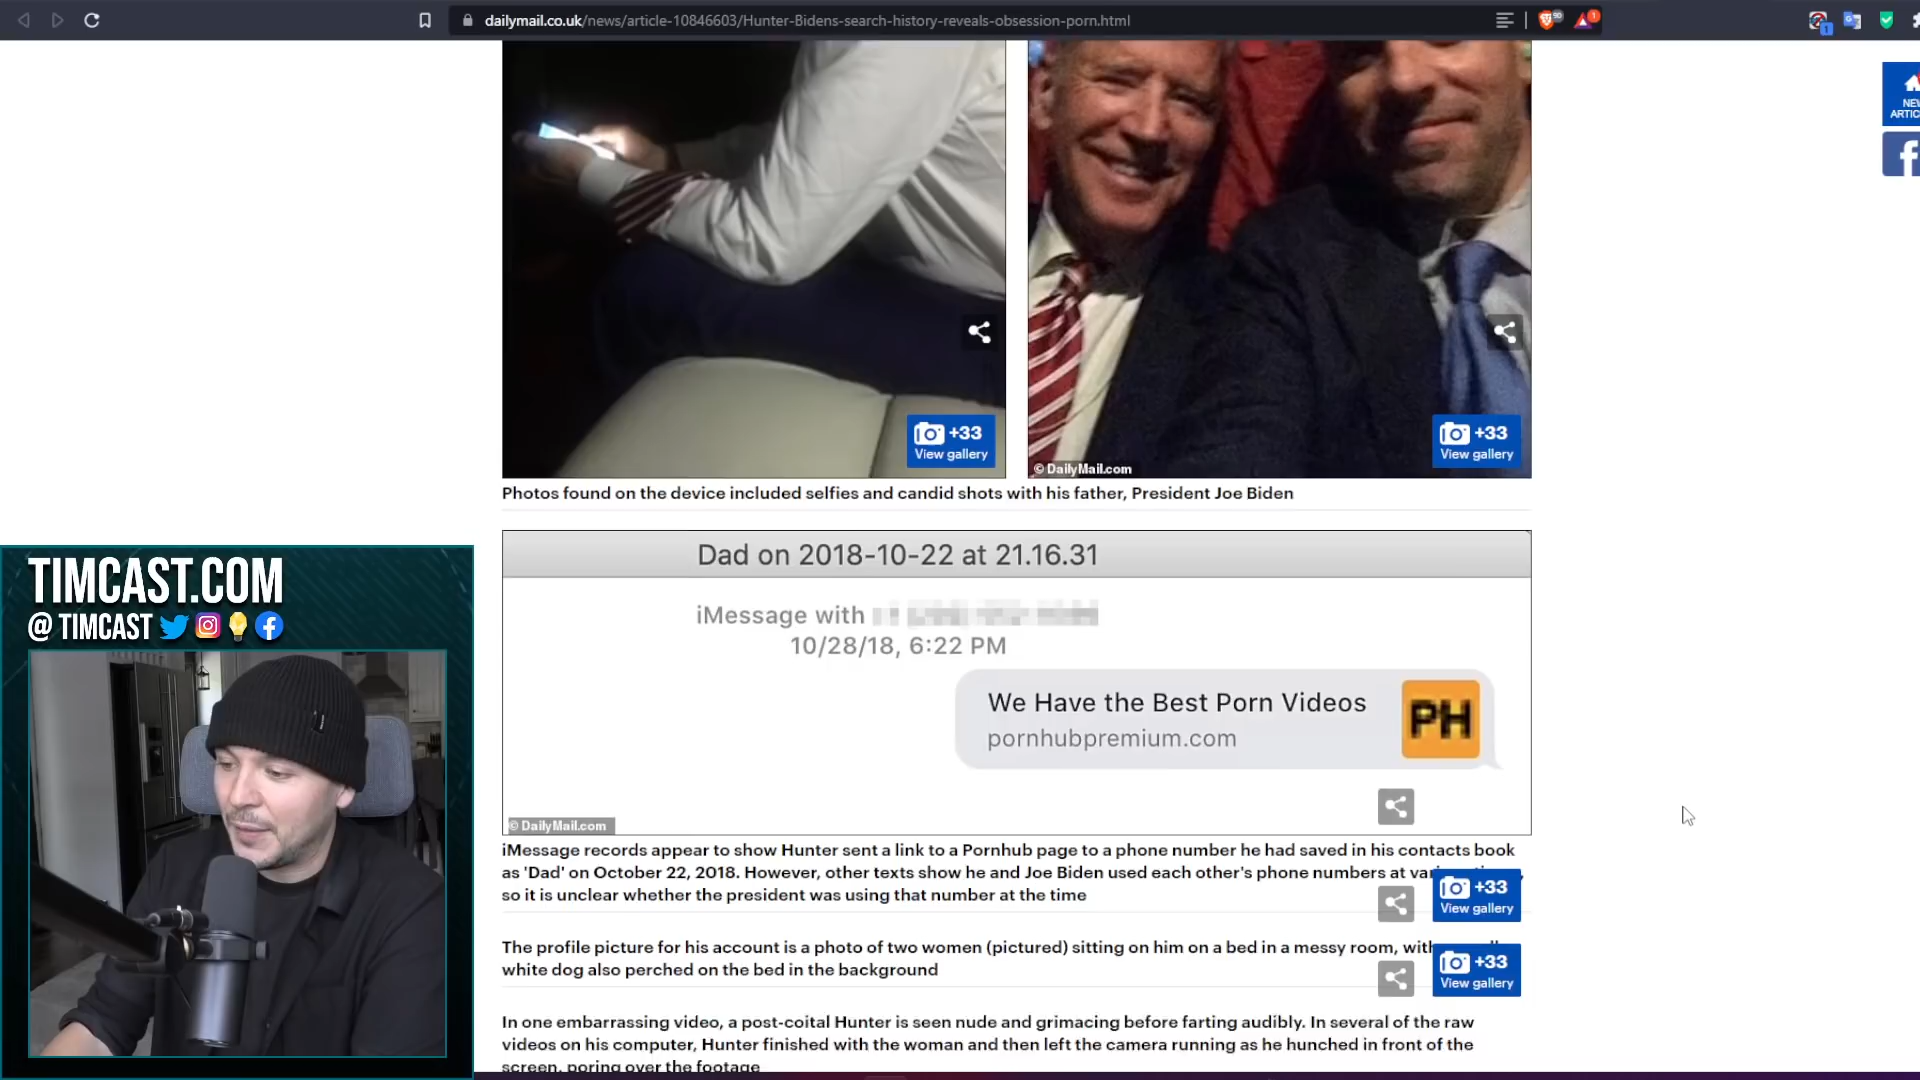 dailymail.co.uk/news/article-10846603/Hunter-Bidens-search-history-reveals-obsession-porn.html
+33
View gallery
+33
View gallery
© DailyMail.com
Photos found on the device included selfies and candid shots with his father, President Joe Biden
Dad on 2018-10-22 at 21.16.31
iMessage with
10/28/18, 6:22 PM
We Have the Best Porn Videos
pornhubpremium.com
PH
© DailyMail.com
iMessage records appear to show Hunter sent a link to a Pornhub page to a phone number he had saved in his contacts book
as 'Dad' on October 22, 2018. However, other texts show he and Joe Biden used each other's phone numbers at
so it is unclear whether the president was using that number at the time
+33
View gallery
The profile picture for his account is a photo of two women (pictured) sitting on him on a bed in a messy room, with
white dog also perched on the bed in the background
+33
View gallery
In one embarrassing video, a post-coital Hunter is seen nude and grimacing before farting audibly. In several of the raw
videos on his computer, Hunter finished with the woman and then left the camera running as he hunched in front of the
screen, poring over the footage
TIMCAST.COM
@ TIMCAST